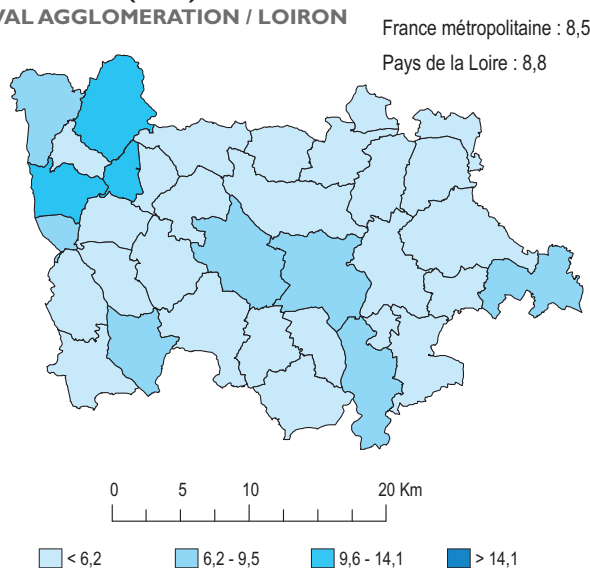 VAL AGGLOMERATION / LOIRON
France métropolitaine : 8,5
Pays de la Loire : 8,8
0 5 10 20 Km
< 6,2 6,2 - 9,5 9,6 - 14,1 > 14,1